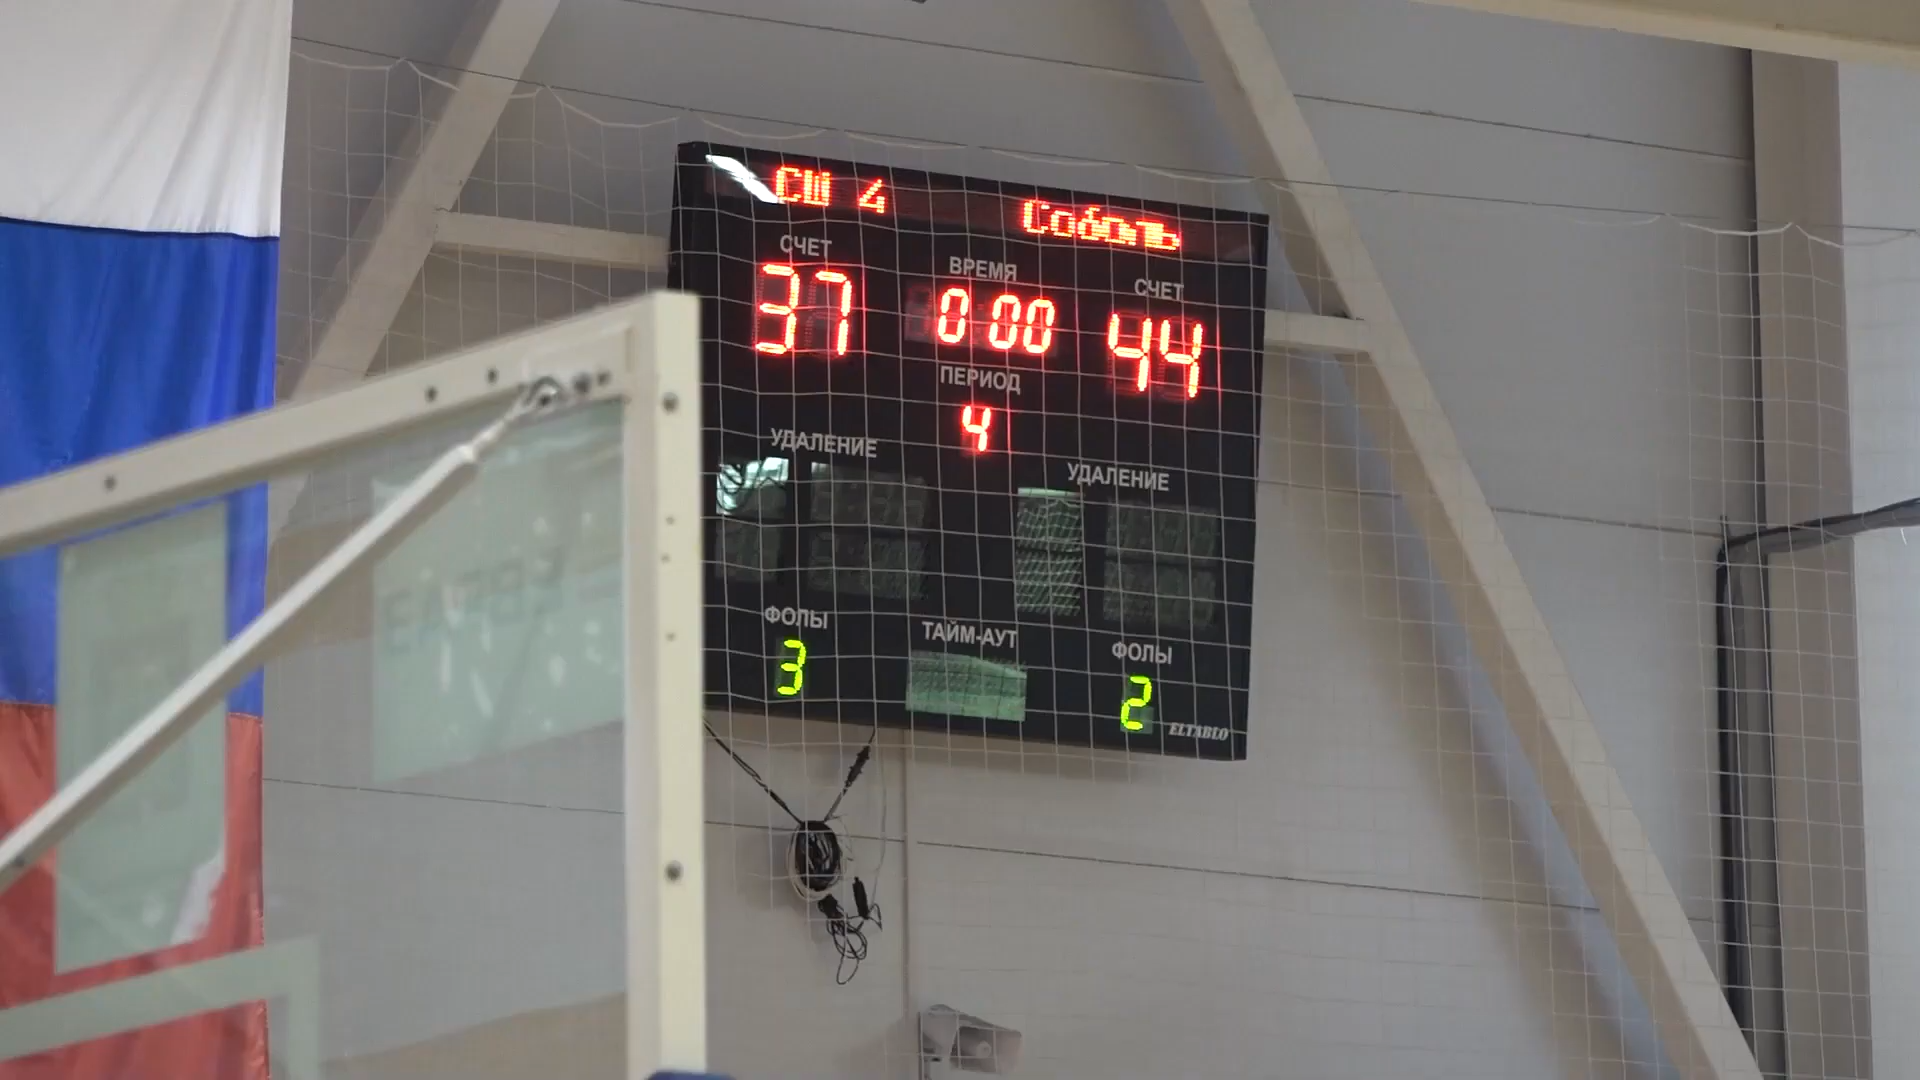 СШ 4 Соболь
СЧЕТ ВРЕМЯ СЧЕТ
37 0:00 44
ПЕРИОД
4
УДАЛЕНИЕ УДАЛЕНИЕ
ФОЛЫ ТАЙМ-АУТ ФОЛЫ
3 2
ELTABLO